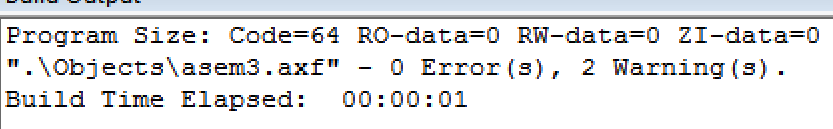 Build Output
Program Size: Code=64 RO-data=0 RW-data=0 ZI-data=0
".\Objects\asem3.axf" - 0 Error(s), 2 Warning(s).
Build Time Elapsed:  00:00:01